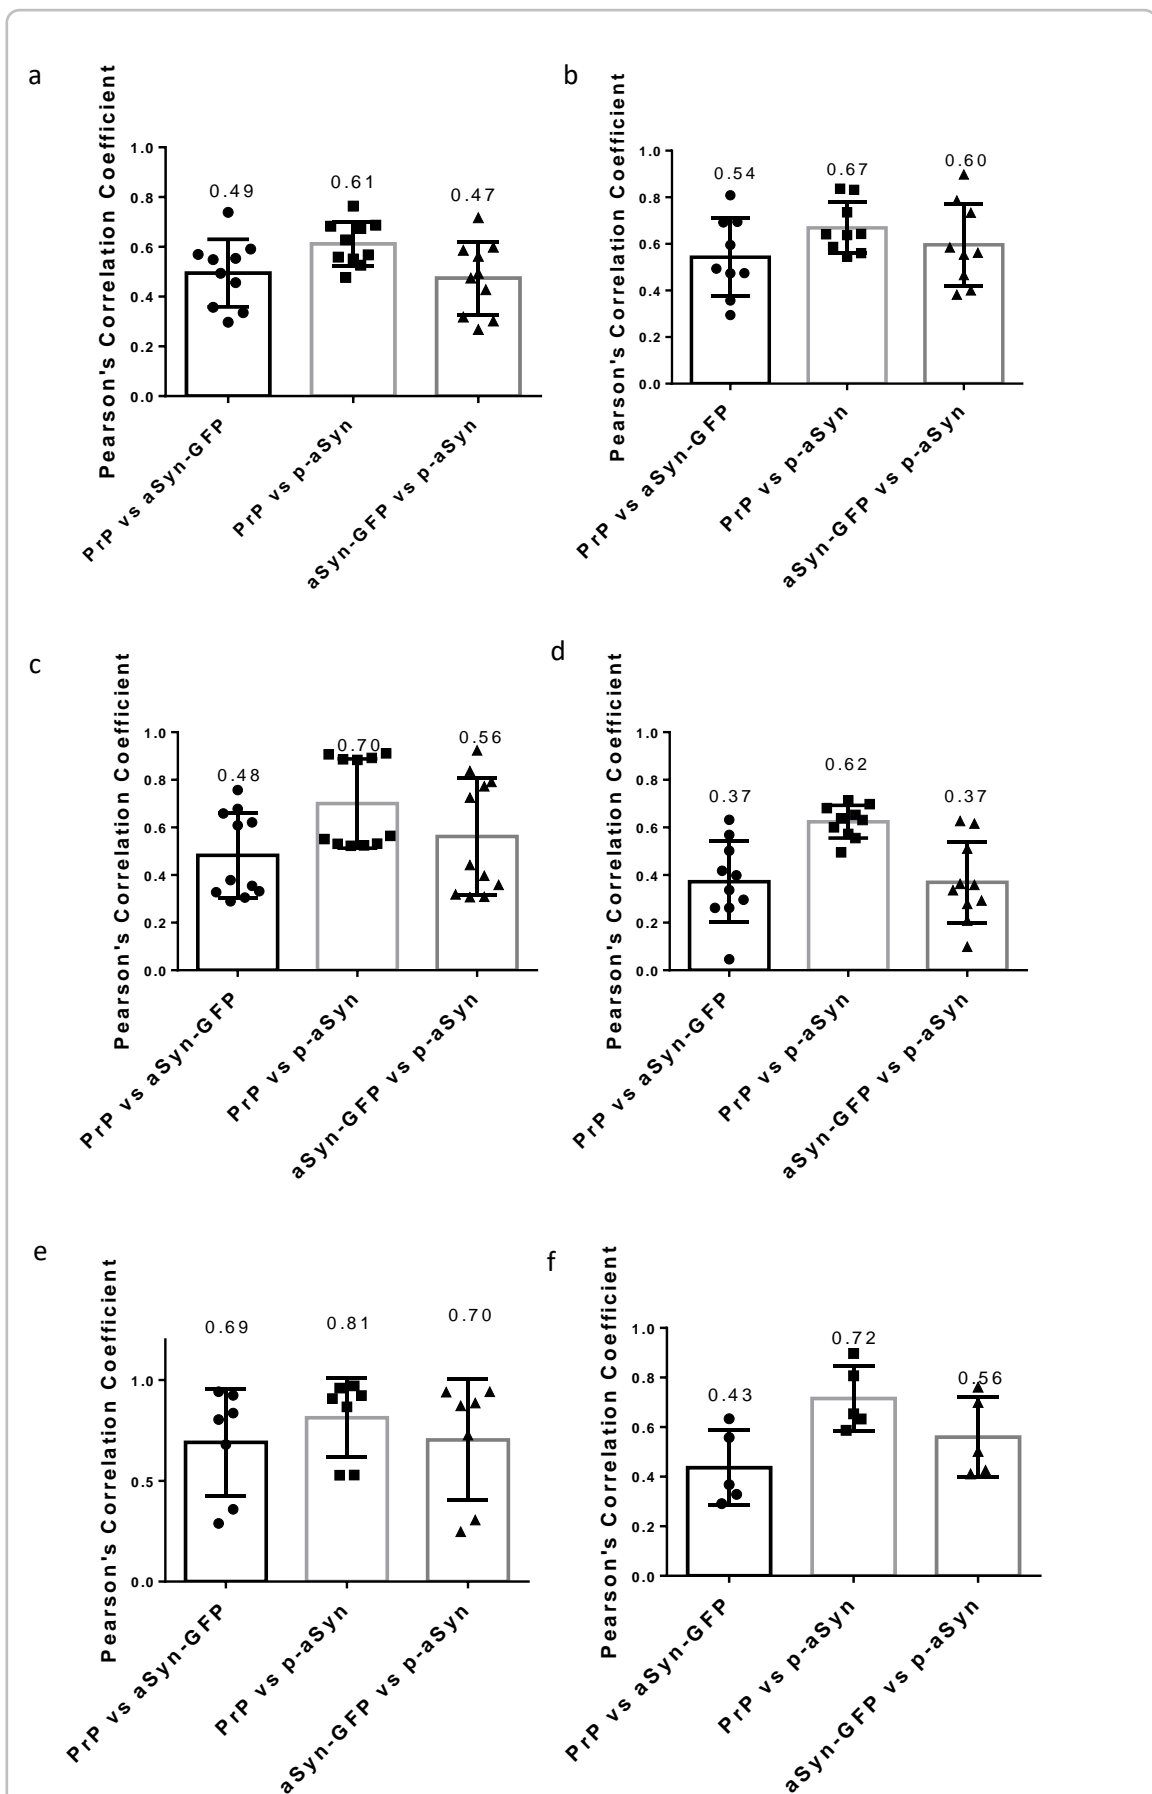 a
Pearson's Correlation Coefficient
1.0
0.8
0.6
0.4
0.2
0.0
0.49
0.61
0.47
PrP vs aSyn-GFP
PrP vs p-aSyn
aSyn-GFP vs p-aSyn
b
Pearson's Correlation Coefficient
1.0
0.8
0.6
0.4
0.2
0.0
0.54
0.67
0.60
PrP vs aSyn-GFP
PrP vs p-aSyn
aSyn-GFP vs p-aSyn
c
Pearson's Correlation Coefficient
1.0
0.8
0.6
0.4
0.2
0.0
0.48
0.70
0.56
PrP vs aSyn-GFP
PrP vs p-aSyn
aSyn-GFP vs p-aSyn
d
Pearson's Correlation Coefficient
1.0
0.8
0.6
0.4
0.2
0.0
0.37
0.62
0.37
PrP vs aSyn-GFP
PrP vs p-aSyn
aSyn-GFP vs p-aSyn
e
Pearson's Correlation Coefficient
1.0
0.5
0.0
0.69
0.81
0.70
PrP vs aSyn-GFP
PrP vs p-aSyn
aSyn-GFP vs p-aSyn
f
Pearson's Correlation Coefficient
1.0
0.8
0.6
0.4
0.2
0.0
0.43
0.72
0.56
PrP vs aSyn-GFP
PrP vs p-aSyn
aSyn-GFP vs p-aSyn